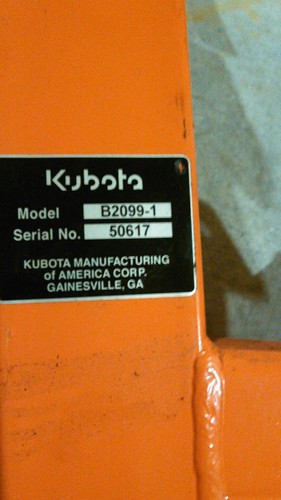 Kubota
Model B2099-1
Serial No. 50617
KUBOTA MANUFACTURING
of AMERICA CORP.
GAINESVILLE, GA